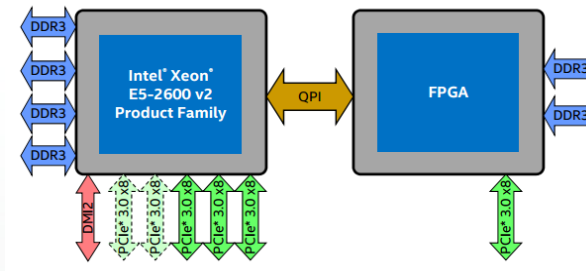 DDR3
DDR3
DDR3
DDR3
Intel® Xeon®
E5-2600 v2
Product Family
QPI
FPGA
DDR3
DDR3
DMI2
PCIe* 3.0 x8
PCIe* 3.0 x8
PCIe* 3.0 x8
PCIe* 3.0 x8
PCIe* 3.0 x8
PCIe* 3.0 x8